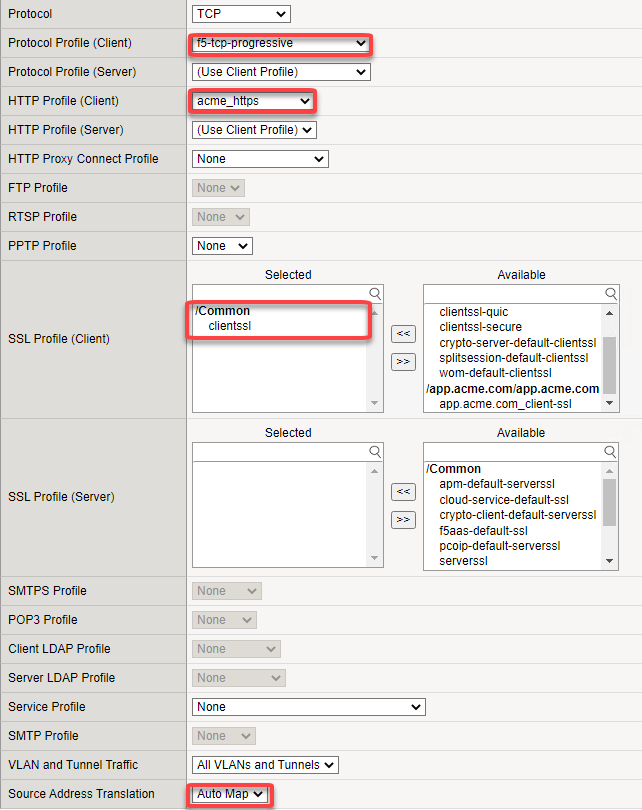 Protocol TCP
Protocol Profile (Client) f5-tcp-progressive
Protocol Profile (Server) (Use Client Profile)
HTTP Profile (Client) acme_https
HTTP Profile (Server) (Use Client Profile)
HTTP Proxy Connect Profile None
FTP Profile None
RTSP Profile None
PPTP Profile None
SSL Profile (Client)
Selected
/Common
clientssl
<<
>>
Available
clientssl-quic
clientssl-secure
crypto-server-default-clientssl
splitsession-default-clientssl
wom-default-clientssl
/app.acme.com/app.acme.com
app.acme.com_client-ssl
SSL Profile (Server)
Selected
<<
>>
Available
/Common
apm-default-serverssl
cloud-service-default-ssl
crypto-client-default-serverssl
f5aas-default-ssl
pcoip-default-serverssl
serverssl
SMTPS Profile None
POP3 Profile None
Client LDAP Profile None
Server LDAP Profile None
Service Profile None
SMTP Profile None
VLAN and Tunnel Traffic All VLANs and Tunnels
Source Address Translation Auto Map